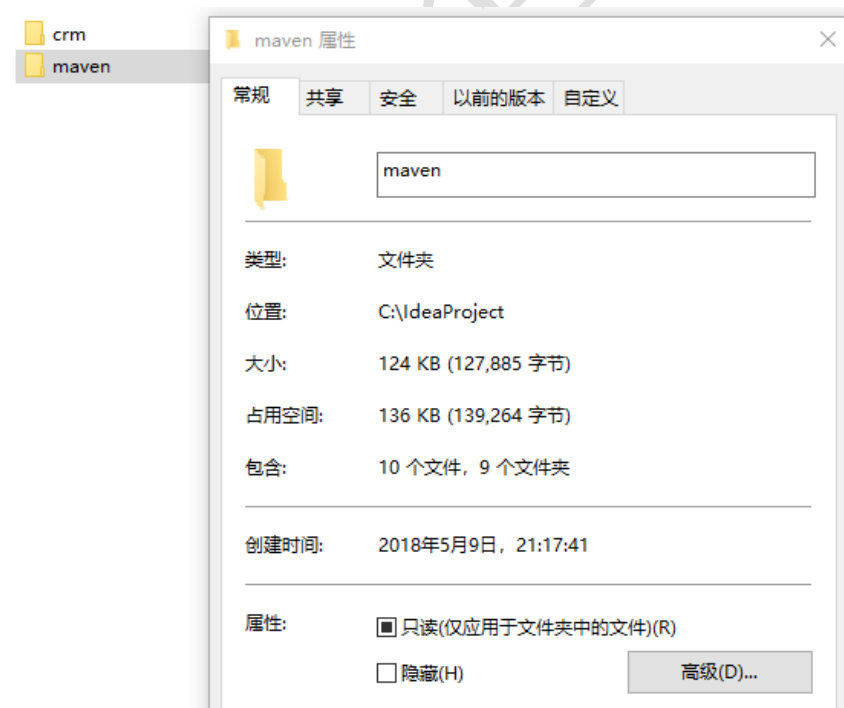 crm
maven
maven 属性
常规 共享 安全 以前的版本 自定义
maven
类型: 文件夹
位置: C:\IdeaProject
大小: 124 KB (127,885 字节)
占用空间: 136 KB (139,264 字节)
包含: 10 个文件，9 个文件夹
创建时间: 2018年5月9日，21:17:41
属性: 只读(仅应用于文件夹中的文件)(R)
隐藏(H) 高级(D)...